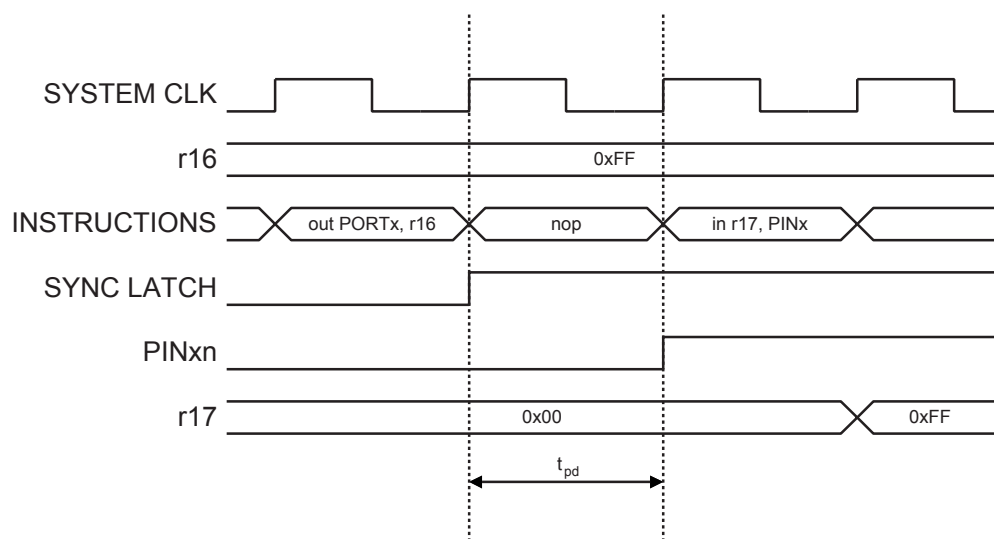 SYSTEM CLK
r16
0xFF
INSTRUCTIONS
out PORTx, r16
nop
in r17, PINx
SYNC LATCH
PINxn
r17
0x00
0xFF
tpd